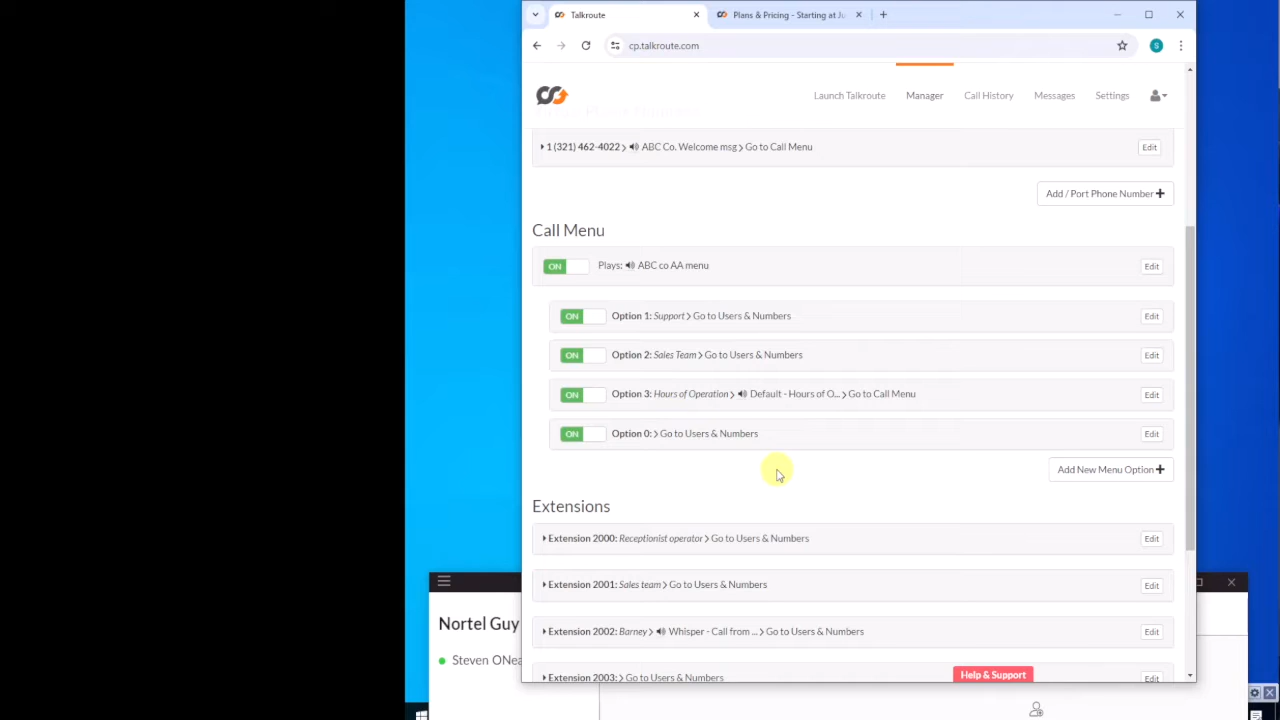 Talkroute
Plans & Pricing - Starting at Ju
cp.talkroute.com
S
Launch Talkroute Manager Call History Messages Settings
1 (321) 462-4022 > ABC Co. Welcome msg > Go to Call Menu Edit
Add / Port Phone Number +
Call Menu
ON Plays: ABC co AA menu Edit
ON Option 1: Support > Go to Users & Numbers Edit
ON Option 2: Sales Team > Go to Users & Numbers Edit
ON Option 3: Hours of Operation > Default - Hours of O... > Go to Call Menu Edit
ON Option 0: > Go to Users & Numbers Edit
Add New Menu Option +
Extensions
Extension 2000: Receptionist operator > Go to Users & Numbers Edit
Extension 2001: Sales team > Go to Users & Numbers Edit
Extension 2002: Barney > Whisper - Call from ... > Go to Users & Numbers Edit
Extension 2003: > Go to Users & Numbers Edit
Help & Support
Nortel Guy
Steven ONea